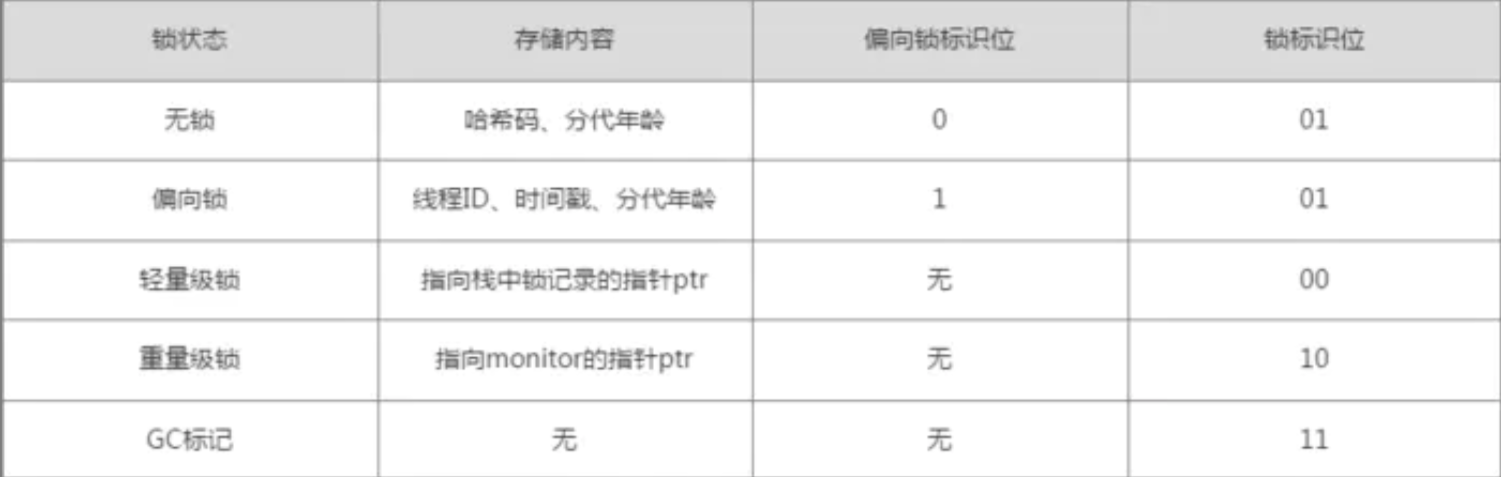 锁状态 存储内容 偏向锁标识位 锁标识位
无锁 哈希码、分代年龄 0 01
偏向锁 线程ID、时间戳、分代年龄 1 01
轻量级锁 指向栈中锁记录的指针ptr 无 00
重量级锁 指向monitor的指针ptr 无 10
GC标记 无 无 11